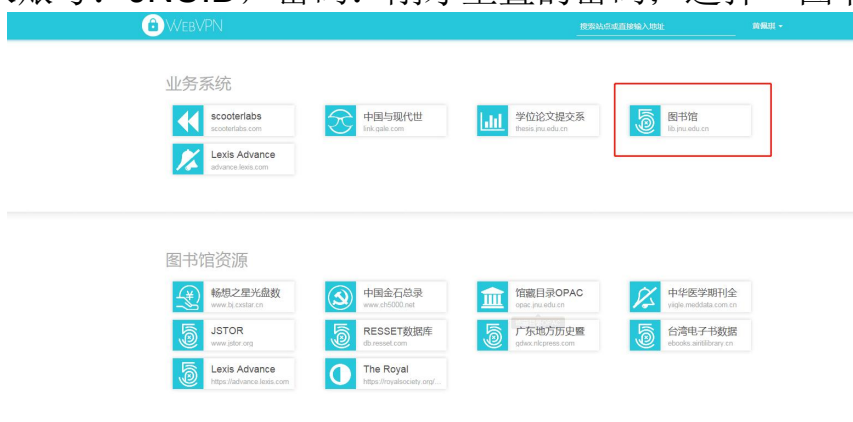 WEBVPN
搜索站点或直接输入地址
业务系统
scooterlabs
scooterlabs.com
中国与现代世
link.gale.com
学位论文提交系
thesis.jnu.edu.cn
图书馆
lib.jnu.edu.cn
Lexis Advance
advance.lexis.com
图书馆资源
畅想之星光盘数
www.bj.cxstar.cn
中国金石总录
www.ch5000.net
馆藏目录OPAC
opac.jnu.edu.cn
中华医学期刊全
yiigle.meddata.com.cn
JSTOR
www.jstor.org
RESSET数据库
db.resset.com
广东地方历史暨
gdwx.nlcpress.com
台湾电子书数据
ebooks.airitilibrary.cn
Lexis Advance
https://advance.lexis.com
The Royal
https://royalsociety.org/...